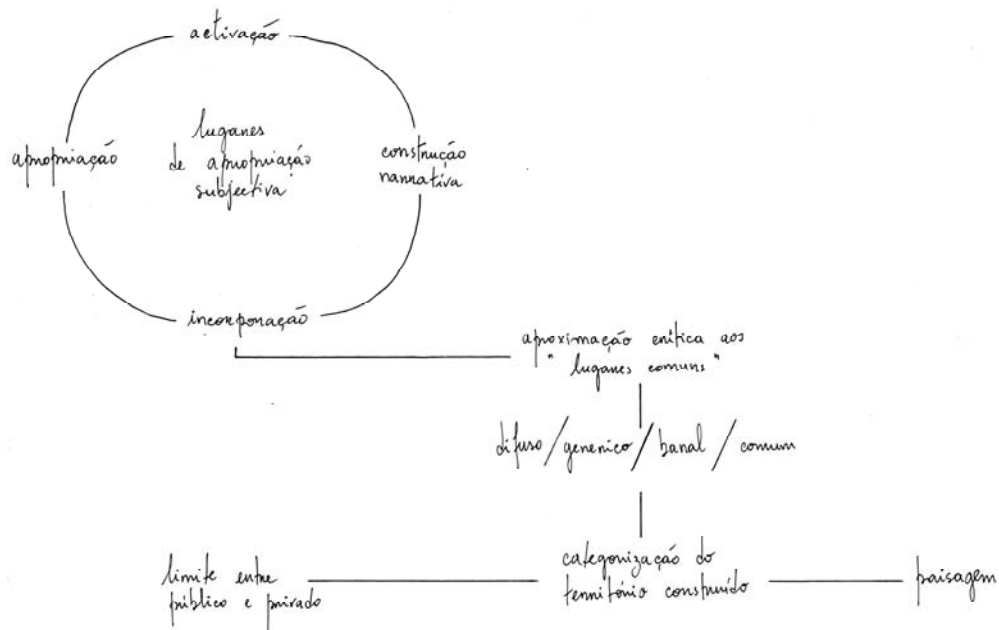 activação
apropriação
lugares
de apropriação
subjectiva
construção
narrativa
incorporação
aproximação crítica aos
"lugares comuns"
difuso / generico / banal / comum
limite entre
público e privado
categorização do
território construído
paisagem